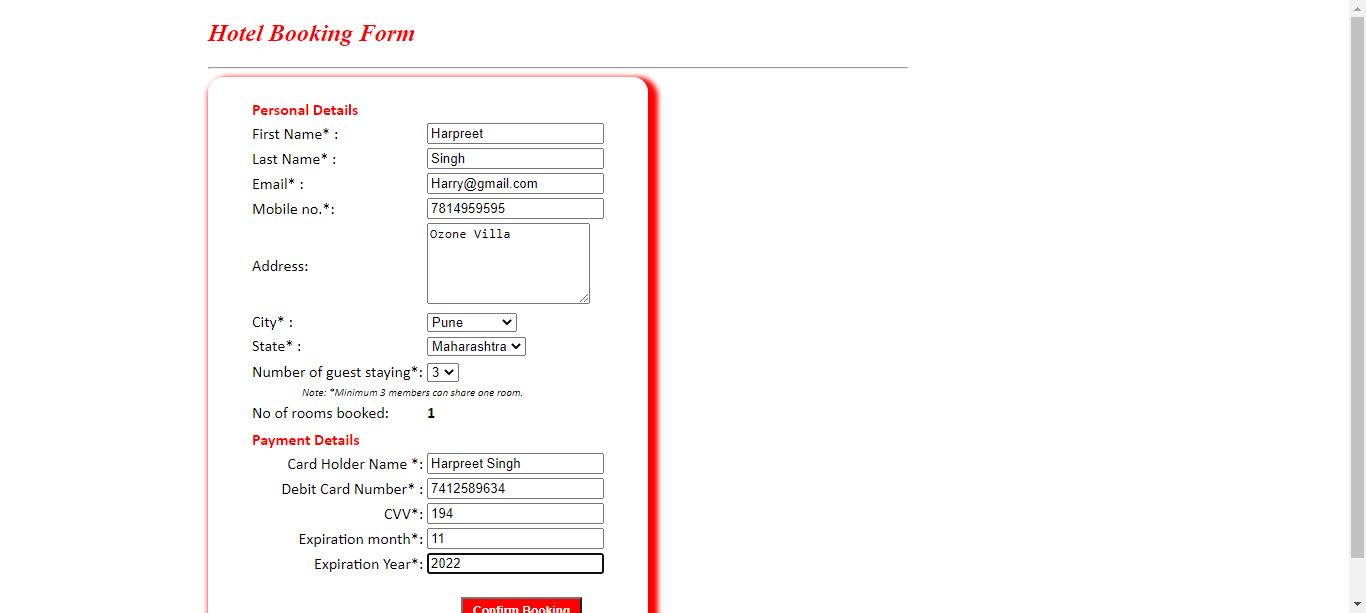 Hotel Booking Form
Personal Details
First Name* : Harpreet
Last Name* : Singh
Email* : Harry@gmail.com
Mobile no.*: 7814959595
Address: Ozone Villa
City* : Pune
State* : Maharashtra
Number of guest staying*: 3
Note: *Minimum 3 members can share one room.
No of rooms booked: 1
Payment Details
Card Holder Name *: Harpreet Singh
Debit Card Number* : 7412589634
CVV*: 194
Expiration month*: 11
Expiration Year*: 2022
Confirm Booking